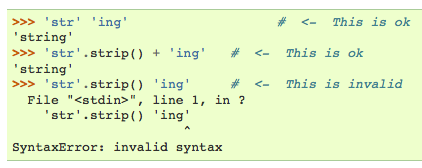 >>> 'str' 'ing'                   #  <-  This is ok
'string'
>>> 'str'.strip() + 'ing'   #  <-  This is ok
'string'
>>> 'str'.strip() 'ing'     #  <-  This is invalid
  File "<stdin>", line 1, in ?
    'str'.strip() 'ing'
                      ^
SyntaxError: invalid syntax